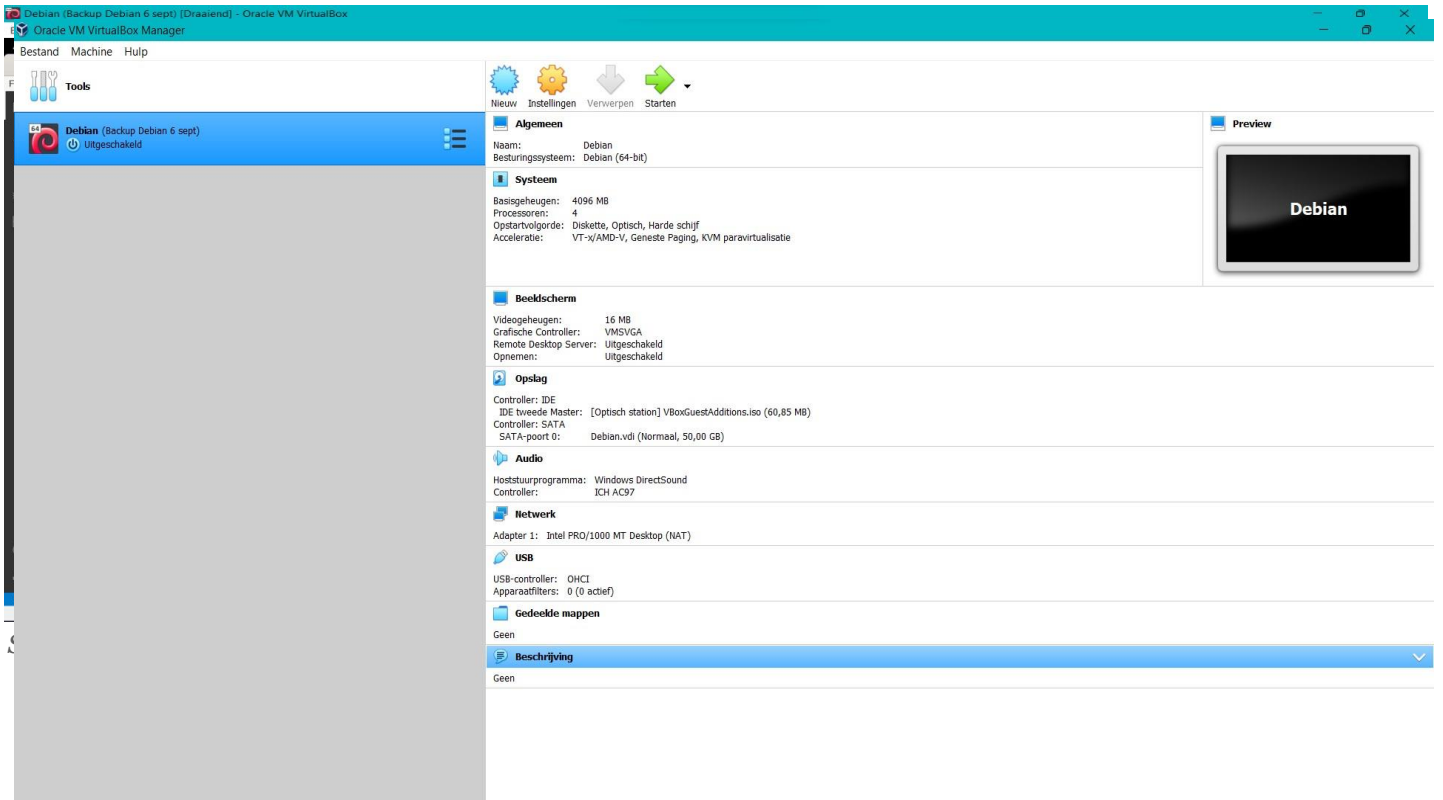 Debian (Backup Debian 6 sept) [Draaiend] - Oracle VM VirtualBox
Oracle VM VirtualBox Manager
Bestand Machine Hulp
Tools
Nieuw Instellingen Verwerpen Starten
64
Debian (Backup Debian 6 sept)
Uitgeschakeld
Algemeen
Naam: Debian
Besturingssysteem: Debian (64-bit)
Preview
Debian
Systeem
Basisgeheugen: 4096 MB
Processoren: 4
Opstartvolgorde: Diskette, Optisch, Harde schijf
Acceleratie: VT-x/AMD-V, Geneste Paging, KVM paravirtualisatie
Beeldscherm
Videogeheugen: 16 MB
Grafische Controller: VMSVGA
Remote Desktop Server: Uitgeschakeld
Opnemen: Uitgeschakeld
Opslag
Controller: IDE
IDE tweede Master: [Optisch station] VBoxGuestAdditions.iso (60,85 MB)
Controller: SATA
SATA-poort 0: Debian.vdi (Normaal, 50,00 GB)
Audio
Hoststuurprogramma: Windows DirectSound
Controller: ICH AC97
Netwerk
Adapter 1: Intel PRO/1000 MT Desktop (NAT)
USB
USB-controller: OHCI
Apparaatfilters: 0 (0 actief)
Gedeelde mappen
Geen
Beschrijving
Geen